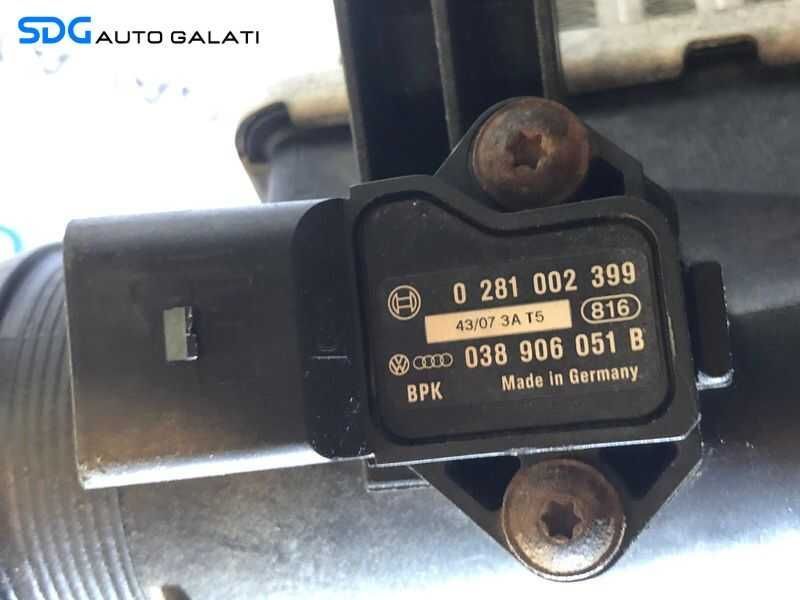 SDG AUTO GALATI
0 281 002 399
43/07 3A T5 816
038 906 051 B
BPK Made in Germany